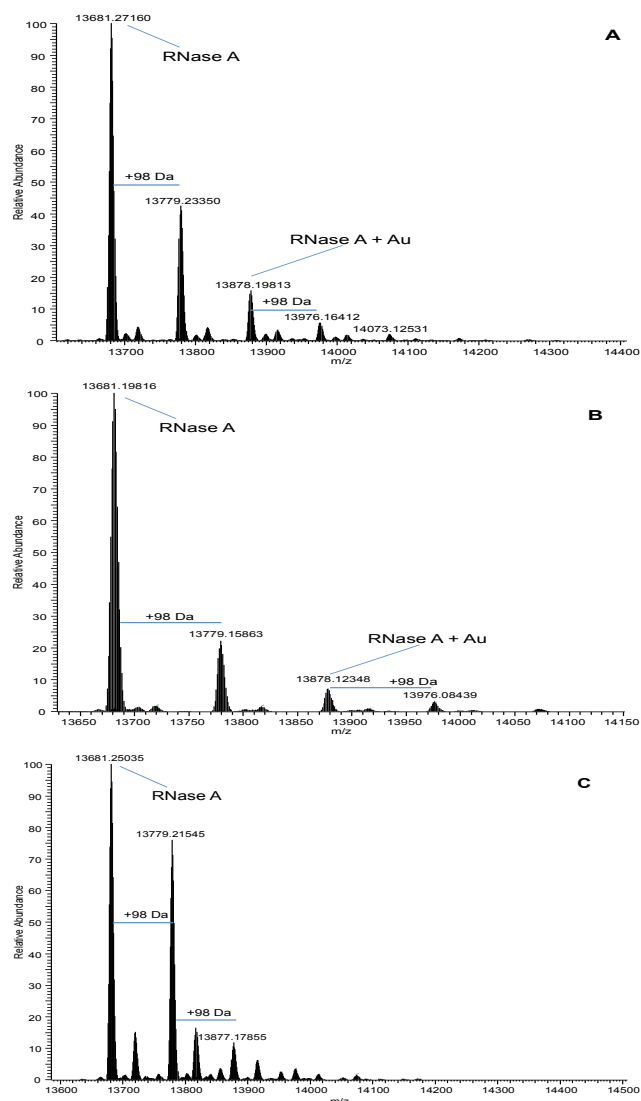 13681.27160
100
A
RNase A
90
80
70
Relative Abundance
60
+98 Da
50
13779.23350
40
RNase A + Au
30
20
13878.19813
+98 Da
10
13976.16412
14073.12531
0
13700 13800 13900 14000 14100 14200 14300 14400
m/z
13681.19816
100
B
RNase A
90
80
70
Relative Abundance
60
50
40
30
+98 Da
13779.15863
20
RNase A + Au
10
13878.12348
+98 Da
13976.08439
0
13650 13700 13750 13800 13850 13900 13950 14000 14050 14100 14150
m/z
13681.25035
100
C
RNase A
90
80
13779.21545
70
Relative Abundance
60
+98 Da
50
40
30
20
+98 Da
13877.17855
10
0
13600 13700 13800 13900 14000 14100 14200 14300 14400 14500
m/z